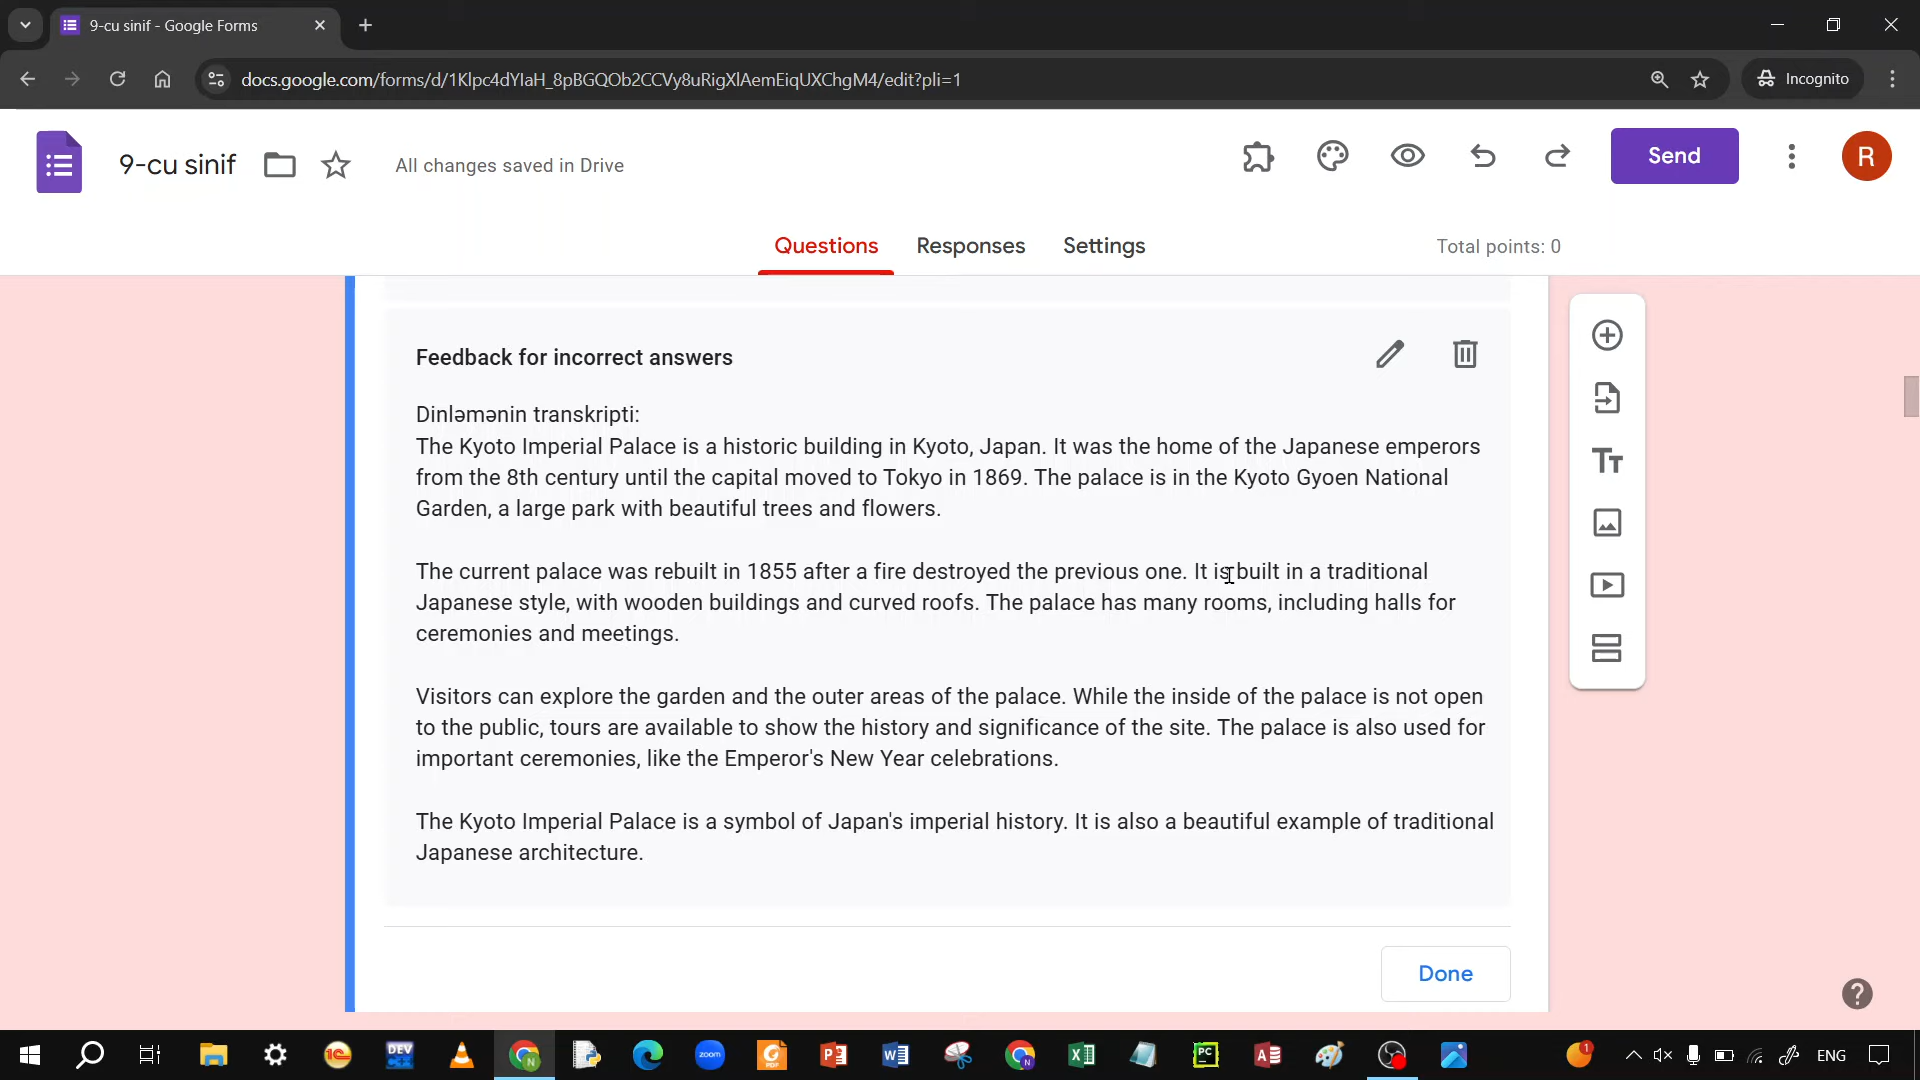 9-cu sinif - Google Forms
docs.google.com/forms/d/1Klpc4dYIaH_8pBGQOb2CCVy8uRigXlAemEiqUXChgM4/edit?pli=1
Incognito
9-cu sinif
All changes saved in Drive
Send
R
Questions
Responses
Settings
Total points: 0
Feedback for incorrect answers
Dinləmənin transkripti:
The Kyoto Imperial Palace is a historic building in Kyoto, Japan. It was the home of the Japanese emperors
from the 8th century until the capital moved to Tokyo in 1869. The palace is in the Kyoto Gyoen National
Garden, a large park with beautiful trees and flowers.
The current palace was rebuilt in 1855 after a fire destroyed the previous one. It is built in a traditional
Japanese style, with wooden buildings and curved roofs. The palace has many rooms, including halls for
ceremonies and meetings.
Visitors can explore the garden and the outer areas of the palace. While the inside of the palace is not open
to the public, tours are available to show the history and significance of the site. The palace is also used for
important ceremonies, like the Emperor's New Year celebrations.
The Kyoto Imperial Palace is a symbol of Japan's imperial history. It is also a beautiful example of traditional
Japanese architecture.
Done
ENG